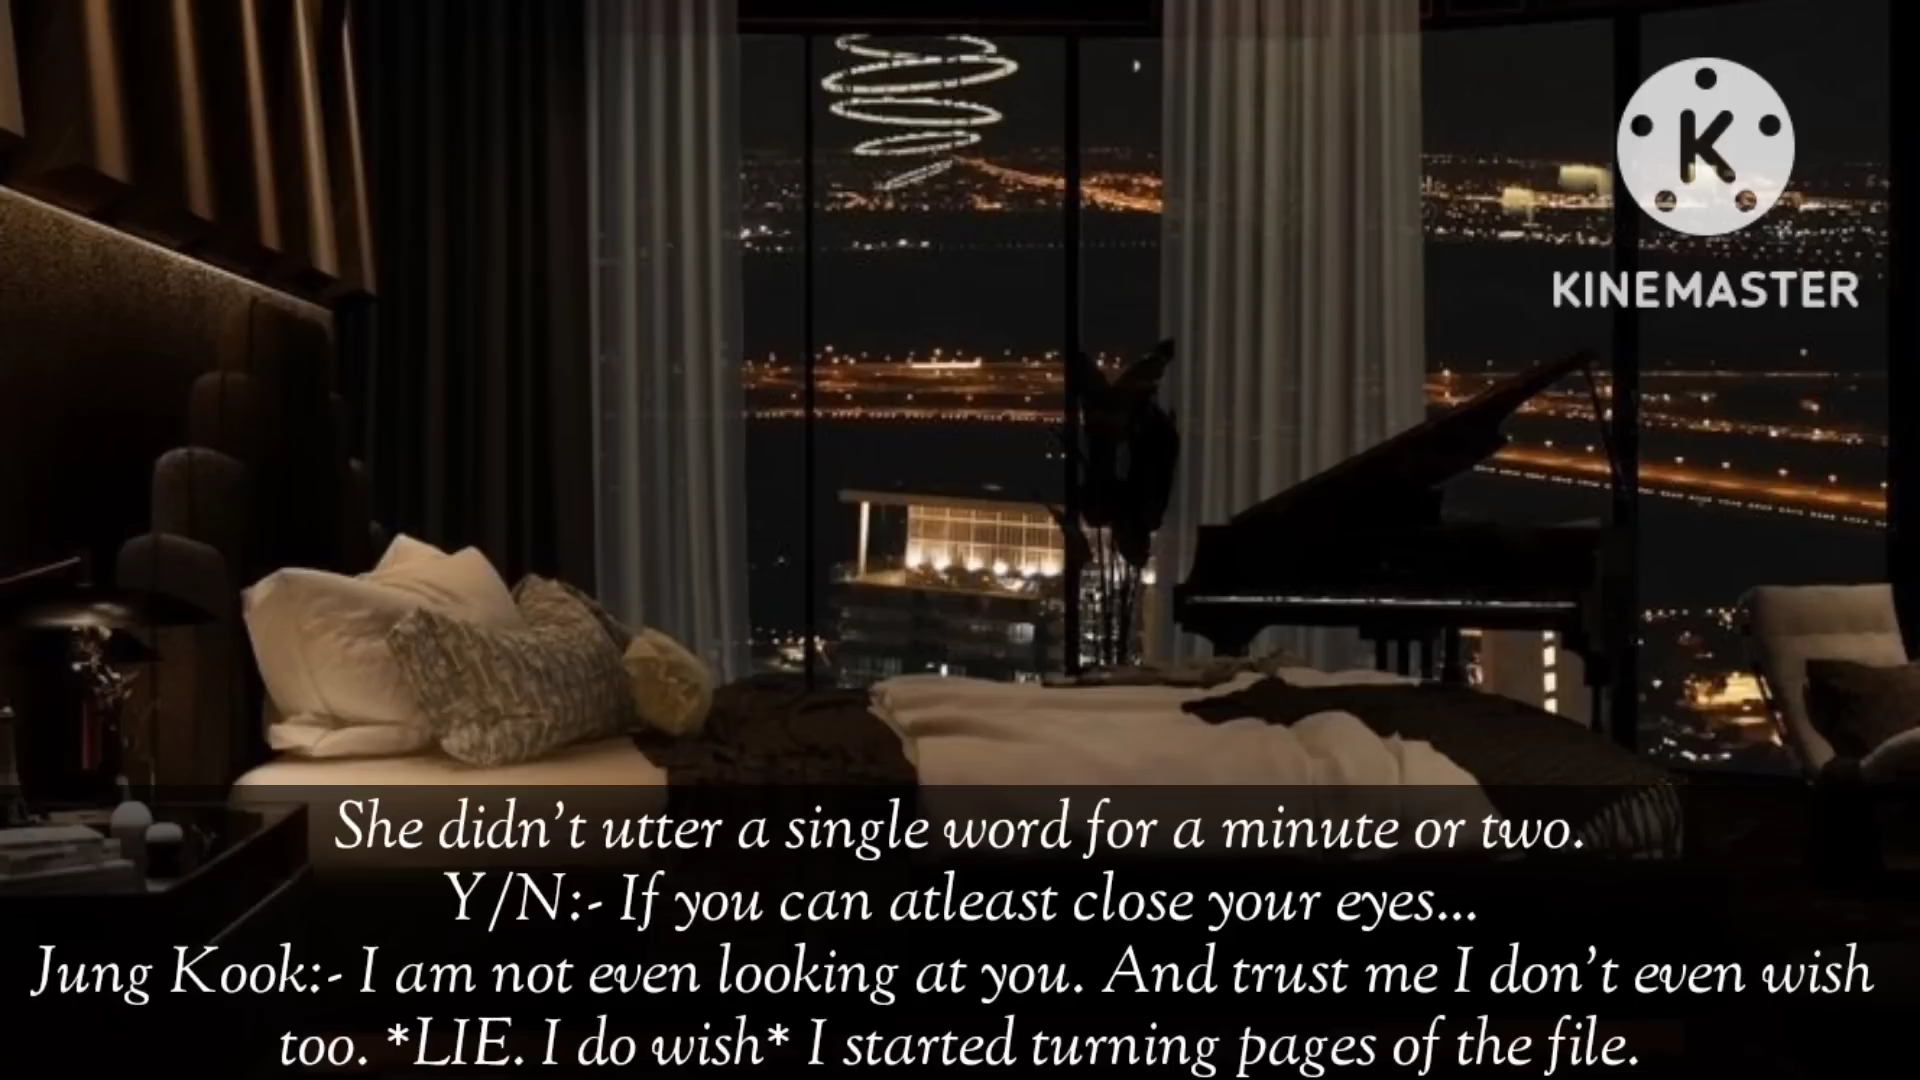 K
KINEMASTER
She didn't utter a single word for a minute or two.
Y/N:- If you can atleast close your eyes...
Jung Kook:- I am not even looking at you. And trust me I don't even wish
too. *LIE. I do wish* I started turning pages of the file.